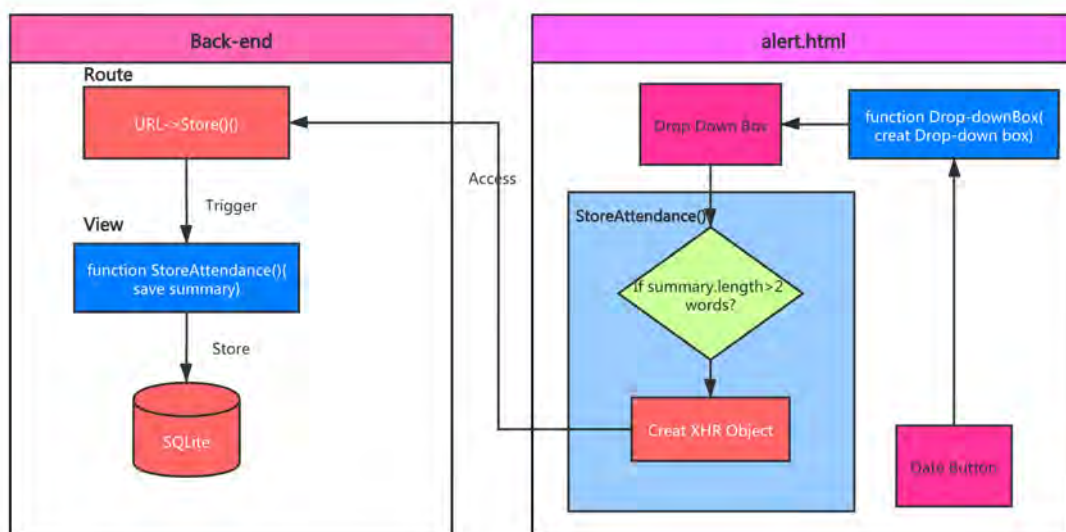 Back-end
Route
URL->Store()()
Trigger
View
function StoreAttendance()(
save summary)
Store
SQLite
Access
alert.html
Drop Down Box
function Drop-downBox(
creat Drop-down box)
StoreAttendance()
If summary.length>2
words?
Creat XHR Object
Date Button